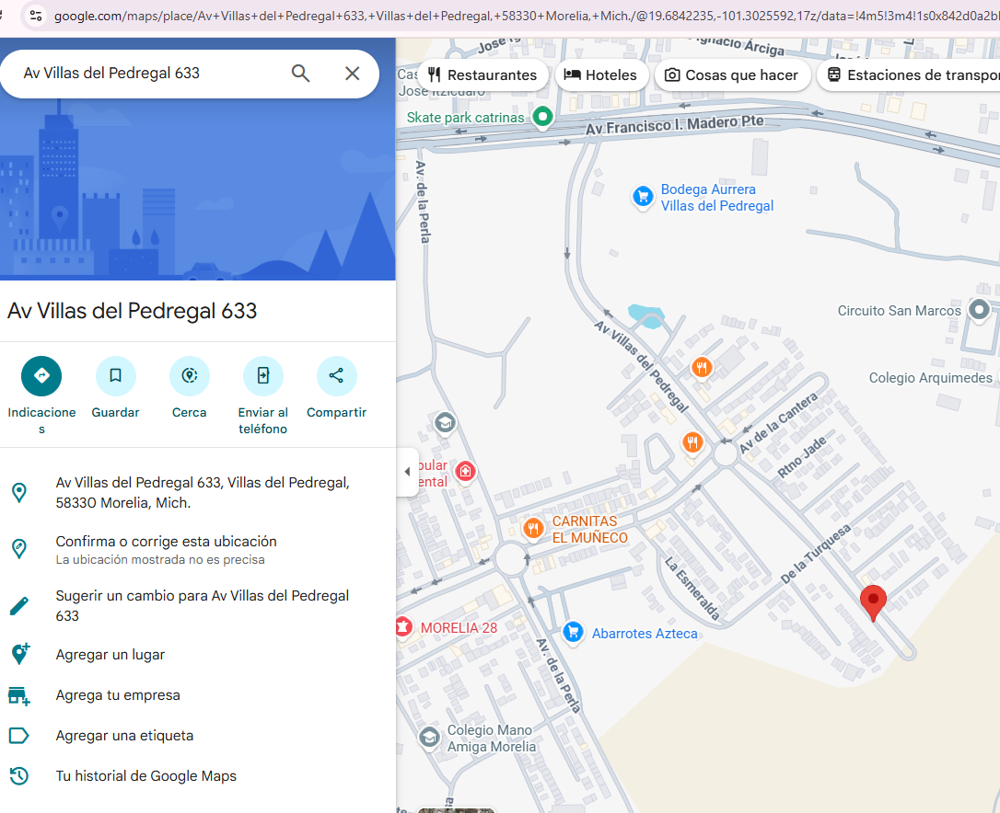 google.com/maps/place/Av+Villas+del+Pedregal+633,+Villas+del+Pedregal,+58330+Morelia,+Mich./@19.6842235,-101.3025592,17z/data=!4m5!3m4!1s0x842d0a2b
Av Villas del Pedregal 633
Av Villas del Pedregal 633
Indicacione
s
Guardar
Cerca
Enviar al
teléfono
Compartir
Av Villas del Pedregal 633, Villas del Pedregal,
58330 Morelia, Mich.
Confirma o corrige esta ubicación
La ubicación mostrada no es precisa
Sugerir un cambio para Av Villas del Pedregal
633
Agregar un lugar
Agrega tu empresa
Agregar una etiqueta
Tu historial de Google Maps
Ignacio Arciga
Restaurantes
Hoteles
Cosas que hacer
Estaciones de transpor
Jose Itzicuaro
Skate park catrinas
Av Francisco I. Madero Pte
Av. de la Perla
Bodega Aurrera
Villas del Pedregal
Circuito San Marcos
Av Villas del Pedregal
Colegio Arquimedes
Av de la Cantera
Rtno Jade
pular
ental
CARNITAS
EL MUÑECO
De la Turquesa
La Esmeralda
MORELIA 28
Abarrotes Azteca
Av. de la Perla
Colegio Mano
Amiga Morelia